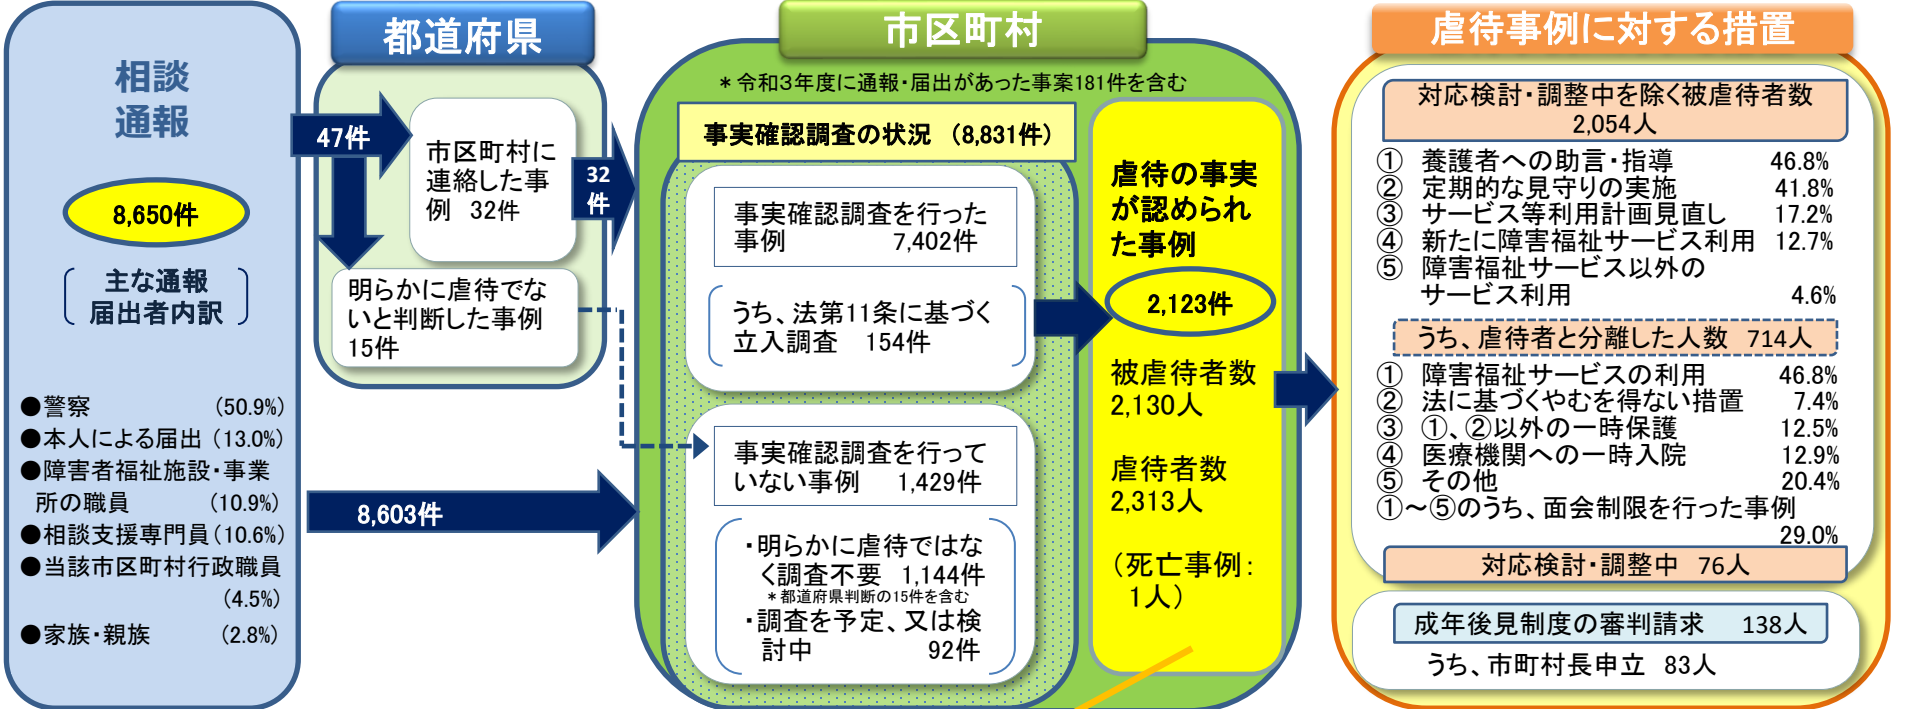 相談
通報
8,650件
主な通報
届出者内訳
●警察 (50.9%)
●本人による届出 (13.0%)
●障害者福祉施設・事業
所の職員 (10.9%)
●相談支援専門員(10.6%)
●当該市区町村行政職員
(4.5%)
●家族・親族 (2.8%)
都道府県
47件
市区町村に
連絡した事
例 32件
32
件
明らかに虐待でな
いと判断した事例
15件
8,603件
市区町村
*令和3年度に通報・届出があった事案181件を含む
事実確認調査の状況 (8,831件)
事実確認調査を行った
事例 7,402件
うち、法第11条に基づく
立入調査 154件
事実確認調査を行って
いない事例 1,429件
・明らかに虐待ではな
く調査不要 1,144件
*都道府県判断の15件を含む
・調査を予定、又は検
討中 92件
虐待の事実
が認められ
た事例
2,123件
被虐待者数
2,130人
虐待者数
2,313人
(死亡事例:
1人)
虐待事例に対する措置
対応検討・調整中を除く被虐待者数
2,054人
① 養護者への助言・指導 46.8%
② 定期的な見守りの実施 41.8%
③ サービス等利用計画見直し 17.2%
④ 新たに障害福祉サービス利用 12.7%
⑤ 障害福祉サービス以外の
サービス利用 4.6%
うち、虐待者と分離した人数 714人
① 障害福祉サービスの利用 46.8%
② 法に基づくやむを得ない措置 7.4%
③ ①、②以外の一時保護 12.5%
④ 医療機関への一時入院 12.9%
⑤ その他 20.4%
①～⑤のうち、面会制限を行った事例
29.0%
対応検討・調整中 76人
成年後見制度の審判請求 138人
うち、市町村長申立 83人